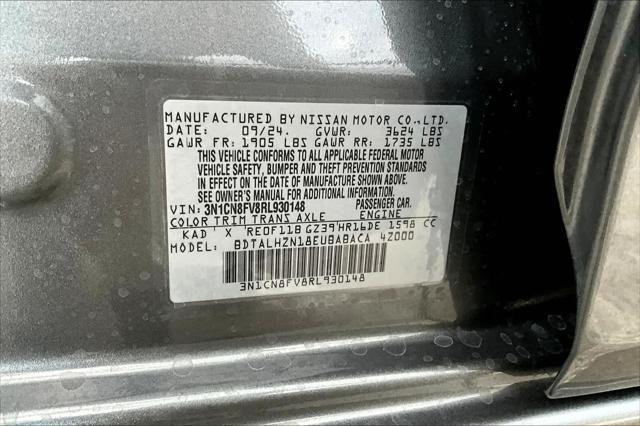 MANUFACTURED BY NISSAN MOTOR CO.,LTD.
DATE: 09/24. GVWR: 3624 LBS
GAWR FR: 1905 LBS GAWR RR: 1735 LBS
THIS VEHICLE CONFORMS TO ALL APPLICABLE FEDERAL MOTOR
VEHICLE SAFETY, BUMPER AND THEFT PREVENTION STANDARDS
IN EFFECT ON THE DATE OF MANUFACTURE SHOWN ABOVE.
SEE OWNER'S MANUAL FOR ADDITIONAL INFORMATION.
VIN: 3N1CN8FV8RL930148 PASSENGER CAR.
COLOR TRIM TRANS AXLE ENGINE
KAD' X 'RE0F11B GZ39'HR16DE 1598 CC
MODEL: BDTALHZN18EUBABACA 4Z000
3N1CN8FV8RL930148